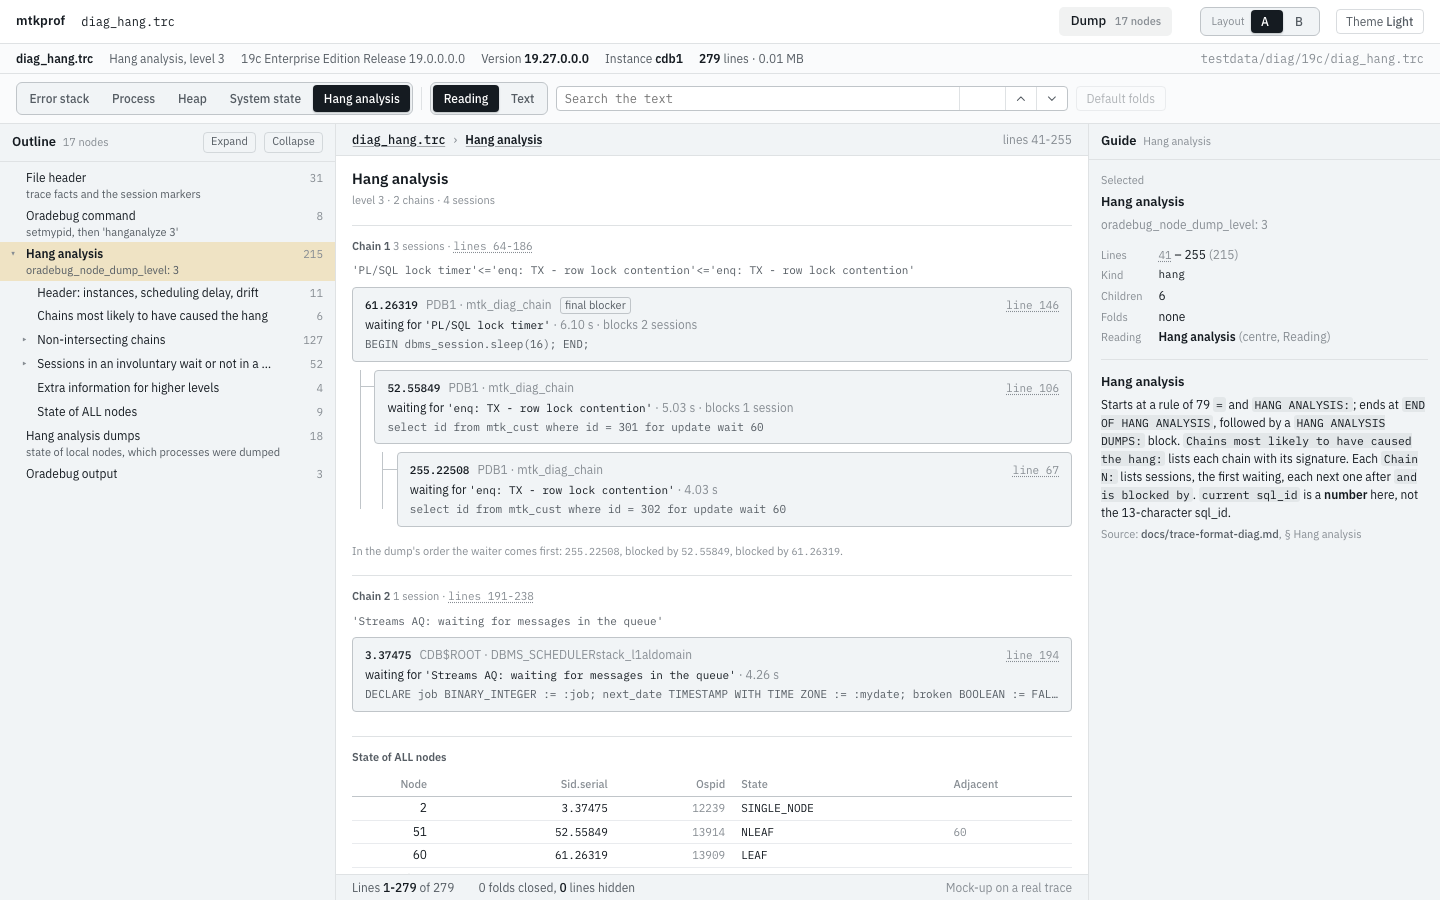 mtkprof diag_hang.trc Dump 17 nodes Layout A B Theme Light
diag_hang.trc Hang analysis, level 3 19c Enterprise Edition Release 19.0.0.0.0 Version 19.27.0.0.0 Instance cdb1 279 lines · 0.01 MB testdata/diag/19c/diag_hang.trc
Error stack Process Heap System state Hang analysis Reading Text Search the text Default folds
Outline 17 nodes Expand Collapse
File header 31
trace facts and the session markers
Oradebug command 8
setmypid, then 'hanganalyze 3'
Hang analysis 215
oradebug_node_dump_level: 3
Header: instances, scheduling delay, drift 11
Chains most likely to have caused the hang 6
Non-intersecting chains 127
Sessions in an involuntary wait or not in a ... 52
Extra information for higher levels 4
State of ALL nodes 9
Hang analysis dumps 18
state of local nodes, which processes were dumped
Oradebug output 3
diag_hang.trc › Hang analysis lines 41-255
Hang analysis
level 3 · 2 chains · 4 sessions
Chain 1 3 sessions · lines 64-186
'PL/SQL lock timer'<='enq: TX - row lock contention'<='enq: TX - row lock contention'
61.26319 PDB1 · mtk_diag_chain final blocker line 146
waiting for 'PL/SQL lock timer' · 6.10 s · blocks 2 sessions
BEGIN dbms_session.sleep(16); END;
52.55849 PDB1 · mtk_diag_chain line 106
waiting for 'enq: TX - row lock contention' · 5.03 s · blocks 1 session
select id from mtk_cust where id = 301 for update wait 60
255.22508 PDB1 · mtk_diag_chain line 67
waiting for 'enq: TX - row lock contention' · 4.03 s
select id from mtk_cust where id = 302 for update wait 60
In the dump's order the waiter comes first: 255.22508, blocked by 52.55849, blocked by 61.26319.
Chain 2 1 session · lines 191-238
'Streams AQ: waiting for messages in the queue'
3.37475 CDB$ROOT · DBMS_SCHEDULERstack_l1aldomain line 194
waiting for 'Streams AQ: waiting for messages in the queue' · 4.26 s
DECLARE job BINARY_INTEGER := :job; next_date TIMESTAMP WITH TIME ZONE := :mydate; broken BOOLEAN := FAL…
State of ALL nodes
Node Sid.serial Ospid State Adjacent
2 3.37475 12239 SINGLE_NODE
51 52.55849 13914 NLEAF 60
60 61.26319 13909 LEAF
Lines 1-279 of 279 0 folds closed, 0 lines hidden Mock-up on a real trace
Guide Hang analysis
Selected
Hang analysis
oradebug_node_dump_level: 3
Lines 41 – 255 (215)
Kind hang
Children 6
Folds none
Reading Hang analysis (centre, Reading)
Hang analysis
Starts at a rule of 79 = and HANG ANALYSIS: ; ends at END
OF HANG ANALYSIS, followed by a HANG ANALYSIS
DUMPS: block. Chains most likely to have caused
the hang: lists each chain with its signature. Each Chain
N: lists sessions, the first waiting, each next one after and
is blocked by. current sql_id is a number here, not
the 13-character sql_id.
Source: docs/trace-format-diag.md, § Hang analysis